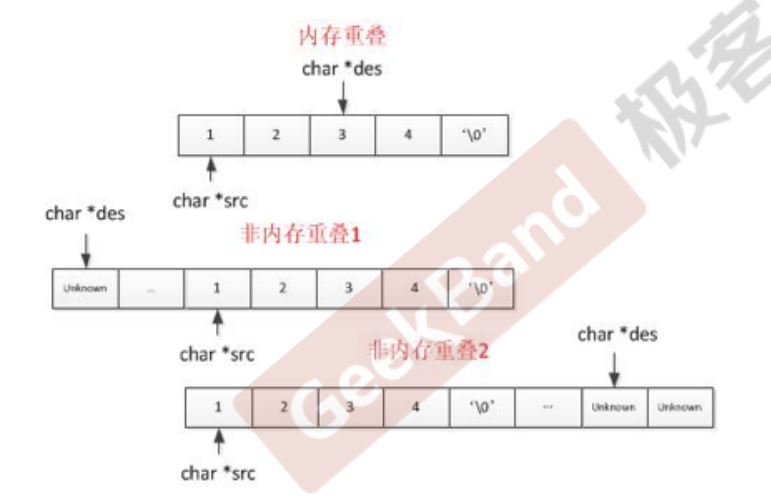 内存重叠
char *des
1 2 3 4 '\0'
char *src
char *des
非内存重叠1
Unknown ... 1 2 3 4 '\0'
char *src
非内存重叠2
char *des
1 2 3 4 '\0' ... Unknown Unknown
char *src
GeekBand 极客